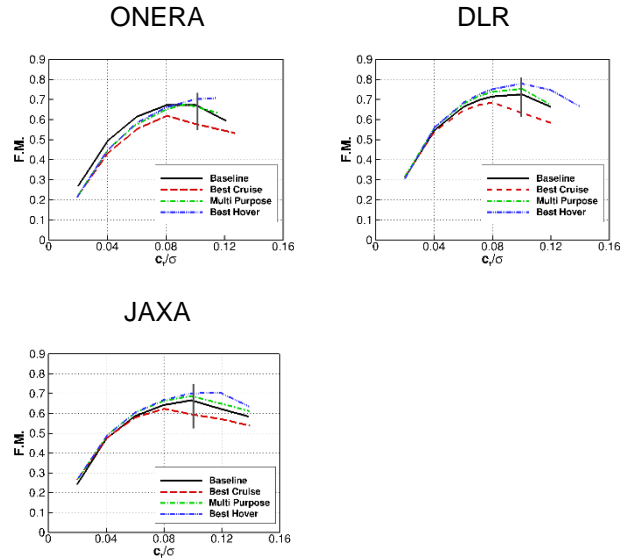 ONERA
0.9
0.8
0.7
0.6
0.5
0.4
0.3
0.2
0.1
0
F.M.
Baseline
Best Cruise
Multi Purpose
Best Hover
0 0.04 0.08 0.12 0.16
cₜ/σ
DLR
0.9
0.8
0.7
0.6
0.5
0.4
0.3
0.2
0.1
0
F.M.
Baseline
Best Cruise
Multi Purpose
Best Hover
0 0.04 0.08 0.12 0.16
cₜ/σ
JAXA
0.9
0.8
0.7
0.6
0.5
0.4
0.3
0.2
0.1
0
F.M.
Baseline
Best Cruise
Multi Purpose
Best Hover
0 0.04 0.08 0.12 0.16
cₜ/σ